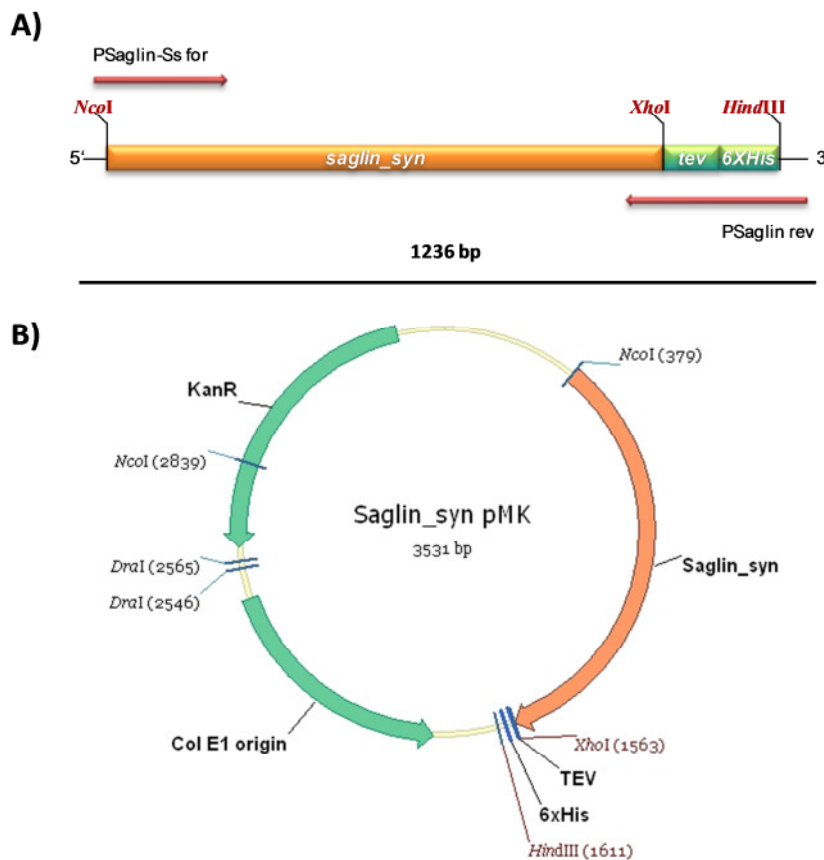 A)
PSaglin-Ss for
NcoI XhoI HindIII
5' saglin_syn tev 6XHis 3
PSaglin rev
1236 bp
B)
NcoI (379)
KanR
NcoI (2839)
Saglin_syn pMK
3531 bp
DraI (2565)
Saglin_syn
DraI (2546)
Col E1 origin
XhoI (1563)
TEV
6xHis
HindIII (1611)